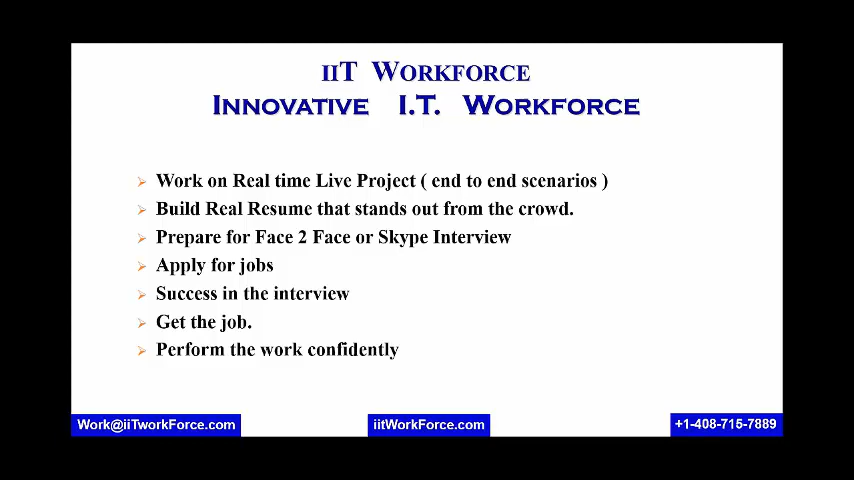 IIT WORKFORCE
INNOVATIVE I.T. WORKFORCE
Work on Real time Live Project ( end to end scenarios )
Build Real Resume that stands out from the crowd.
Prepare for Face 2 Face or Skype Interview
Apply for jobs
Success in the interview
Get the job.
Perform the work confidently
Work@iiTworkForce.com
iitWorkForce.com
+1-408-715-7889